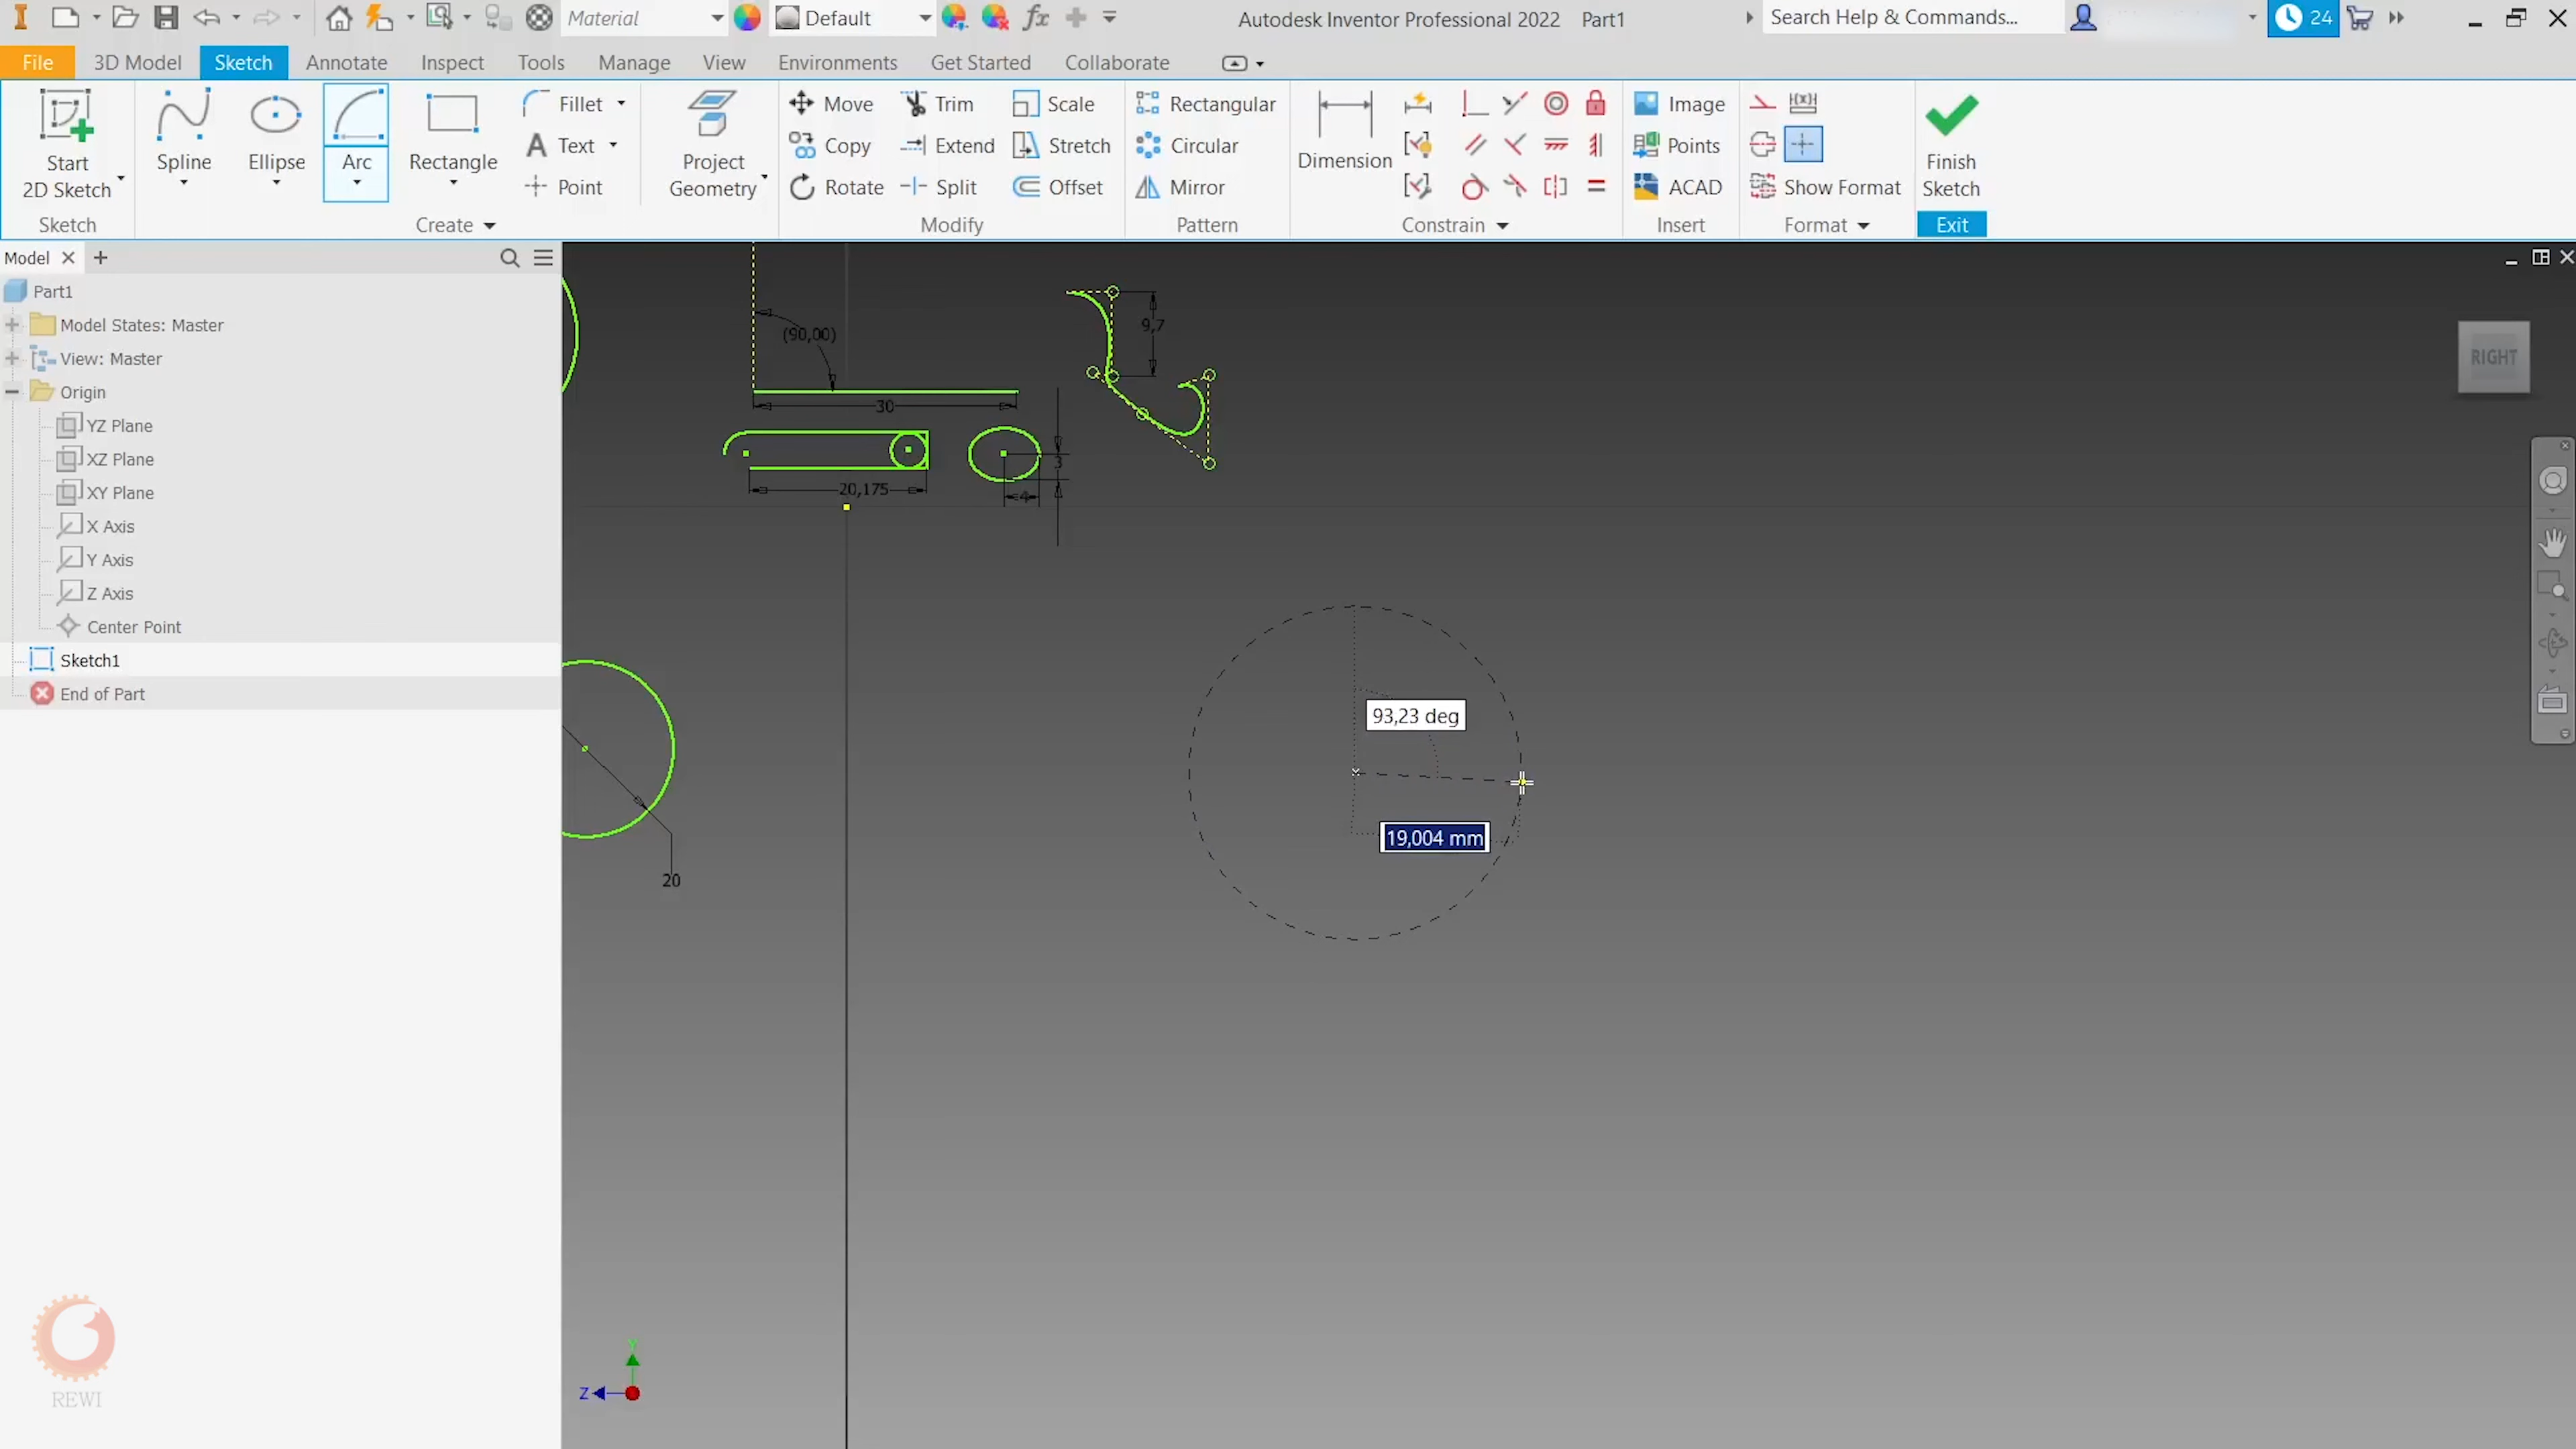 Material
Default
Autodesk Inventor Professional 2022 Part1
Search Help & Commands...
24
File 3D Model Sketch Annotate Inspect Tools Manage View Environments Get Started Collaborate
Start
2D Sketch
Spline
Ellipse
Arc
Rectangle
Fillet
Text
Point
Project
Geometry
Move
Trim
Scale
Copy
Extend
Stretch
Rotate
Split
Offset
Rectangular
Circular
Mirror
Dimension
Image
Points
ACAD
Show Format
Finish
Sketch
Sketch
Create
Modify
Pattern
Constrain
Insert
Format
Exit
Model
Part1
Model States: Master
View: Master
Origin
YZ Plane
XZ Plane
XY Plane
X Axis
Y Axis
Z Axis
Center Point
Sketch1
End of Part
RIGHT
(90,00)
9,7
30
3
20,175
4
93,23 deg
19,004 mm
20
Y
Z
REWI